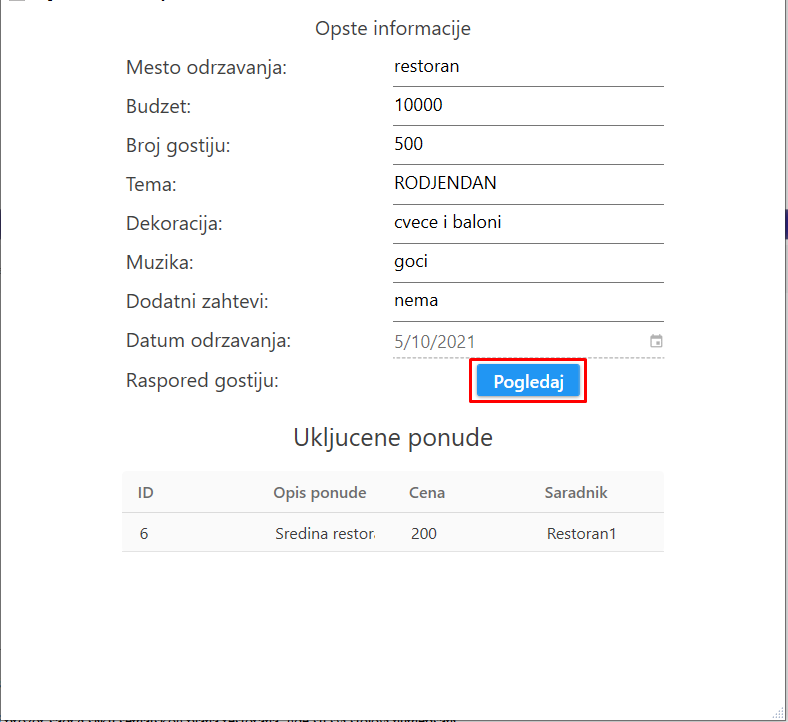 Opste informacije
Mesto odrzavanja: restoran
Budzet: 10000
Broj gostiju: 500
Tema: RODJENDAN
Dekoracija: cvece i baloni
Muzika: goci
Dodatni zahtevi: nema
Datum odrzavanja: 5/10/2021
Raspored gostiju: Pogledaj
Ukljucene ponude
ID Opis ponude Cena Saradnik
6 Sredina restor 200 Restoran1